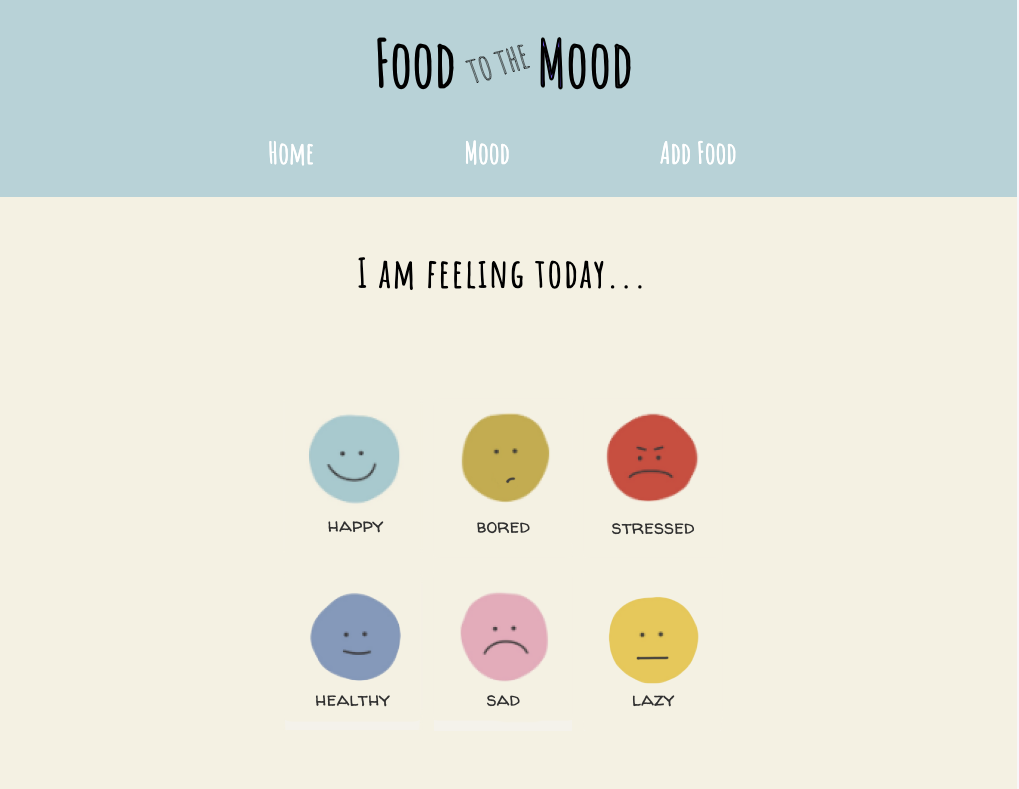 Food to the Mood
Home Mood Add Food
I am feeling today...
HAPPY BORED STRESSED
HEALTHY SAD LAZY